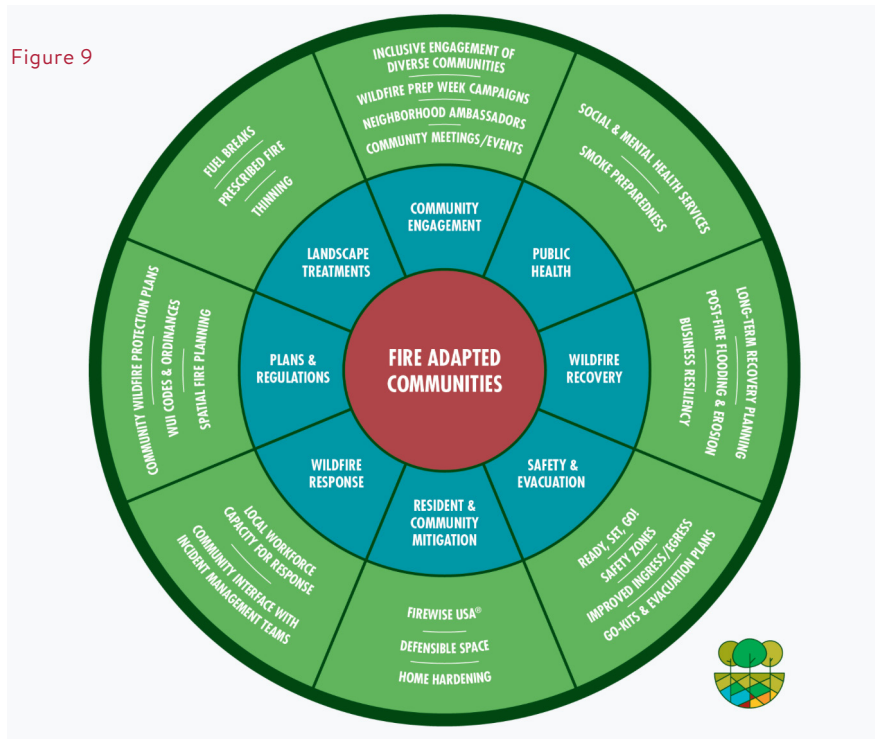 Figure 9
FIRE ADAPTED
COMMUNITIES
COMMUNITY
ENGAGEMENT
INCLUSIVE ENGAGEMENT OF
DIVERSE COMMUNITIES
WILDFIRE PREP WEEK CAMPAIGNS
NEIGHBORHOOD AMBASSADORS
COMMUNITY MEETINGS/EVENTS
PUBLIC
HEALTH
SOCIAL & MENTAL HEALTH SERVICES
SMOKE PREPAREDNESS
WILDFIRE
RECOVERY
LONG-TERM RECOVERY PLANNING
POST-FIRE FLOODING & EROSION
BUSINESS RESILIENCY
SAFETY &
EVACUATION
READY, SET, GO!
SAFETY ZONES
IMPROVED INGRESS/EGRESS
GO-KITS & EVACUATION PLANS
RESIDENT &
COMMUNITY
MITIGATION
FIREWISE USA®
DEFENSIBLE SPACE
HOME HARDENING
WILDFIRE
RESPONSE
LOCAL WORKFORCE
CAPACITY FOR RESPONSE
COMMUNITY INTERFACE WITH
INCIDENT MANAGEMENT TEAMS
PLANS &
REGULATIONS
COMMUNITY WILDFIRE PROTECTION PLANS
WUI CODES & ORDINANCES
SPATIAL FIRE PLANNING
LANDSCAPE
TREATMENTS
FUEL BREAKS
PRESCRIBED FIRE
THINNING